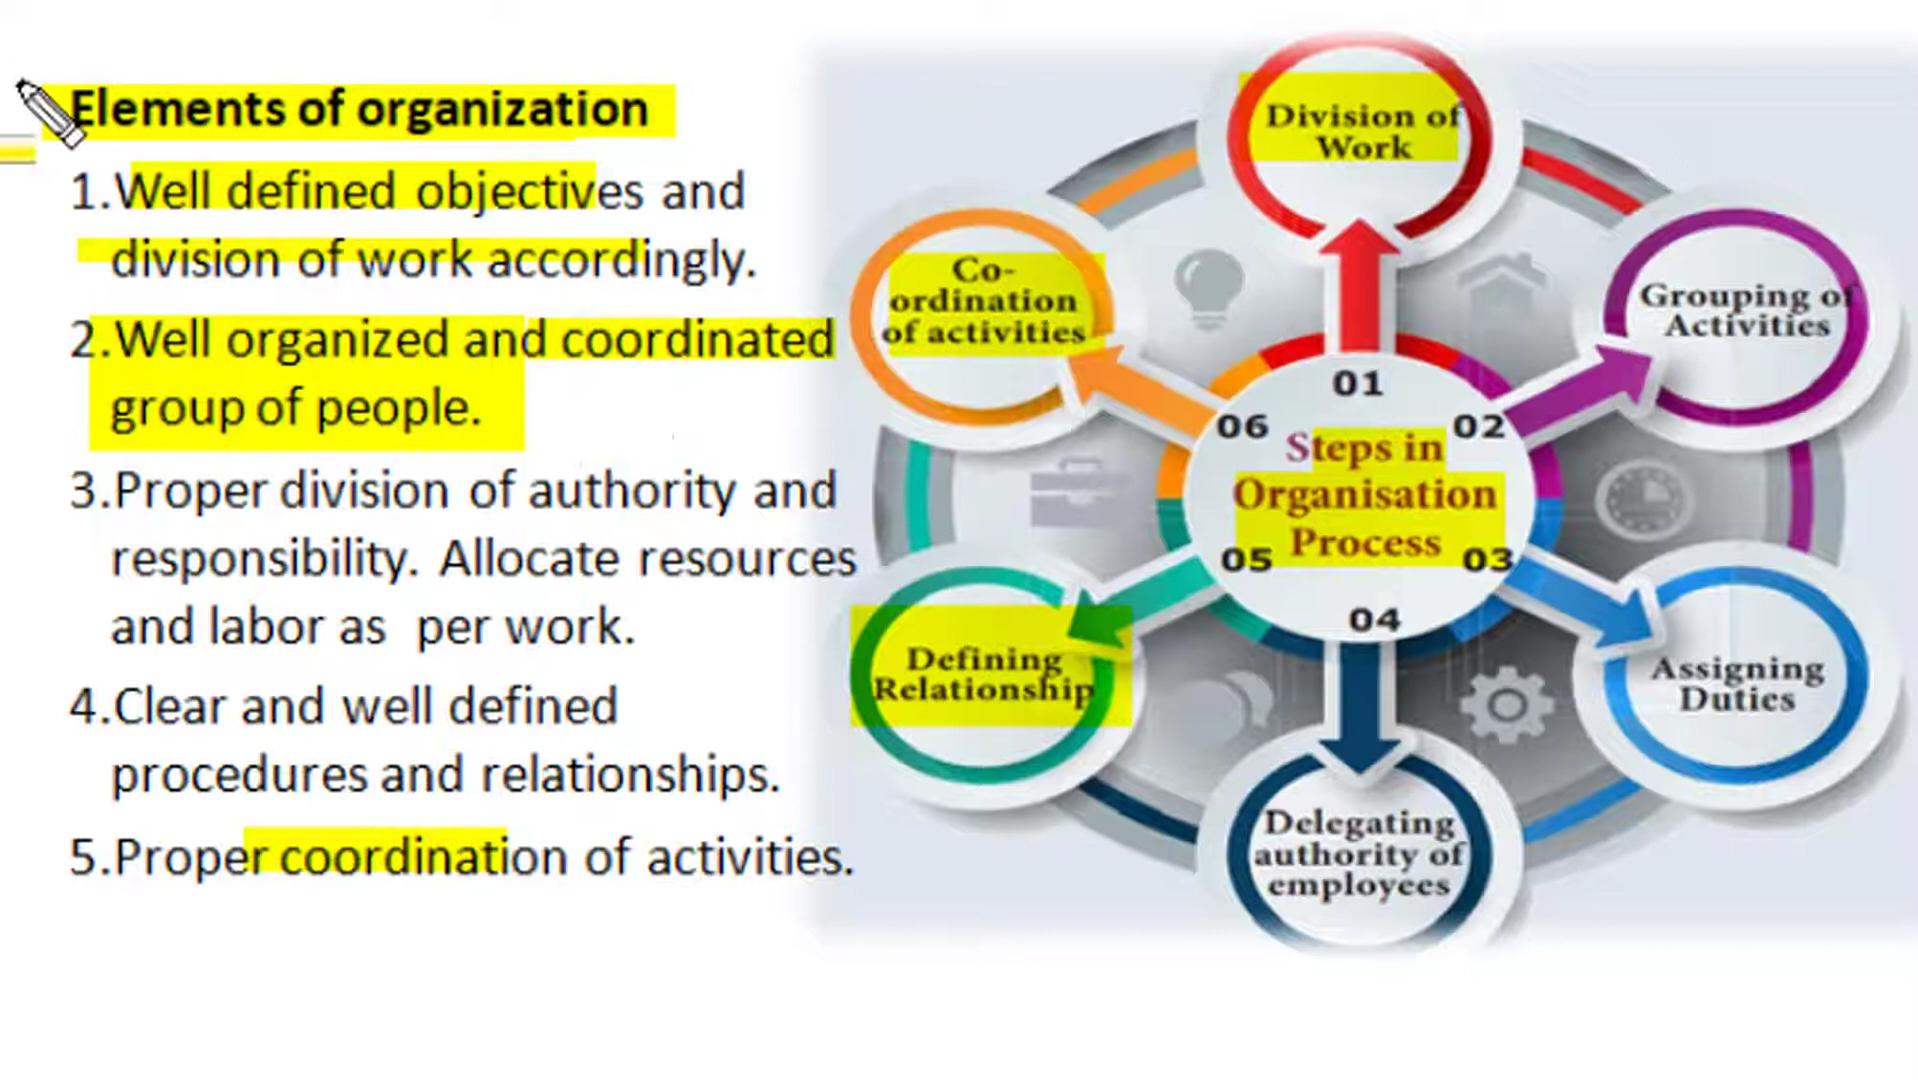 Elements of organization
1.Well defined objectives and
division of work accordingly.
2.Well organized and coordinated
group of people.
3.Proper division of authority and
responsibility. Allocate resources
and labor as per work.
4.Clear and well defined
procedures and relationships.
5.Proper coordination of activities.
Steps in
Organisation
Process
01
Division of
Work
02
Grouping of
Activities
03
Assigning
Duties
04
Delegating
authority of
employees
05
Defining
Relationship
06
Co-
ordination
of activities